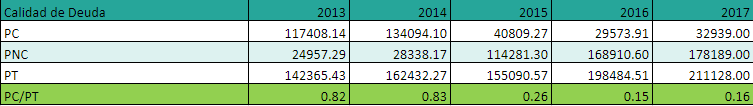 Calidad de Deuda 2013 2014 2015 2016 2017
PC 117408.14 134094.10 40809.27 29573.91 32939.00
PNC 24957.29 28338.17 114281.30 168910.60 178189.00
PT 142365.43 162432.27 155090.57 198484.51 211128.00
PC/PT 0.82 0.83 0.26 0.15 0.16